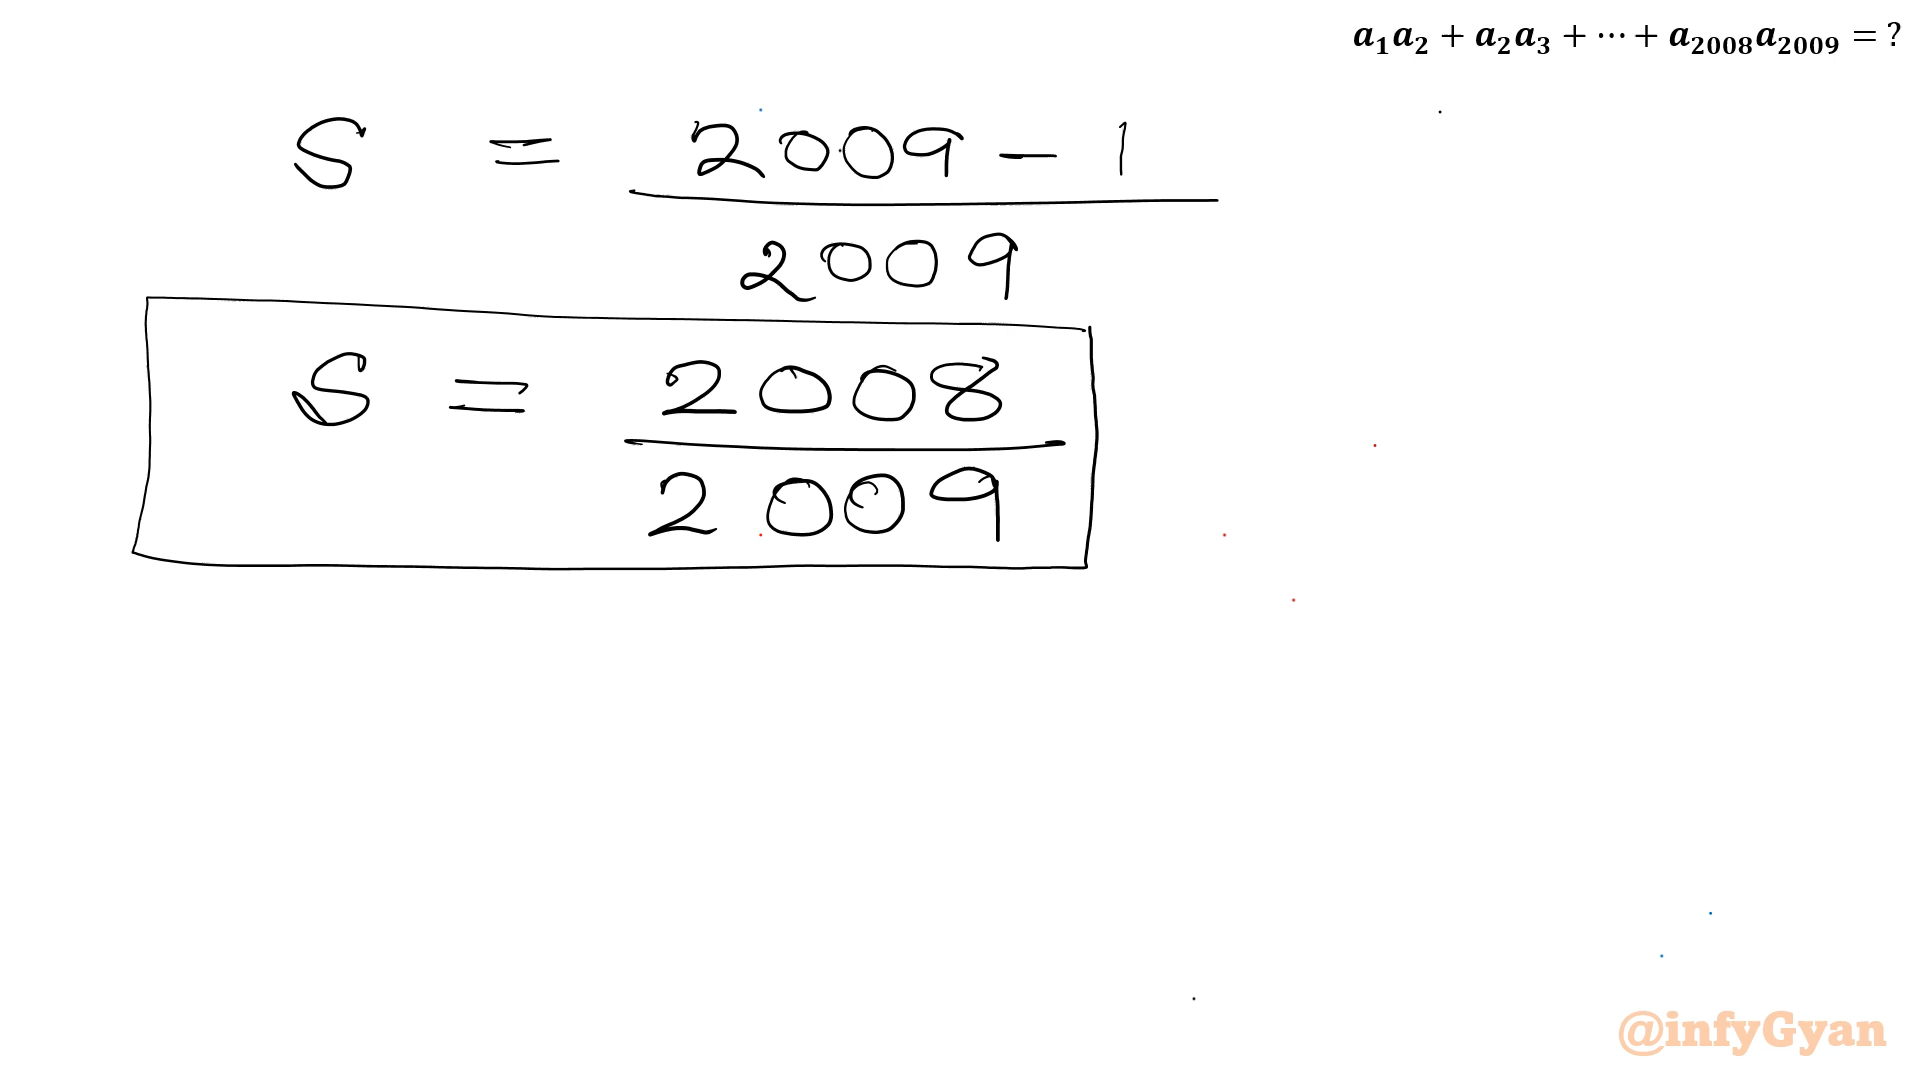 a₁a₂ + a₂a₃ + ⋯ + a₂₀₀₈a₂₀₀₉ = ?
S = 2009 - 1
2009
S = 2008
2009
@infyGyan